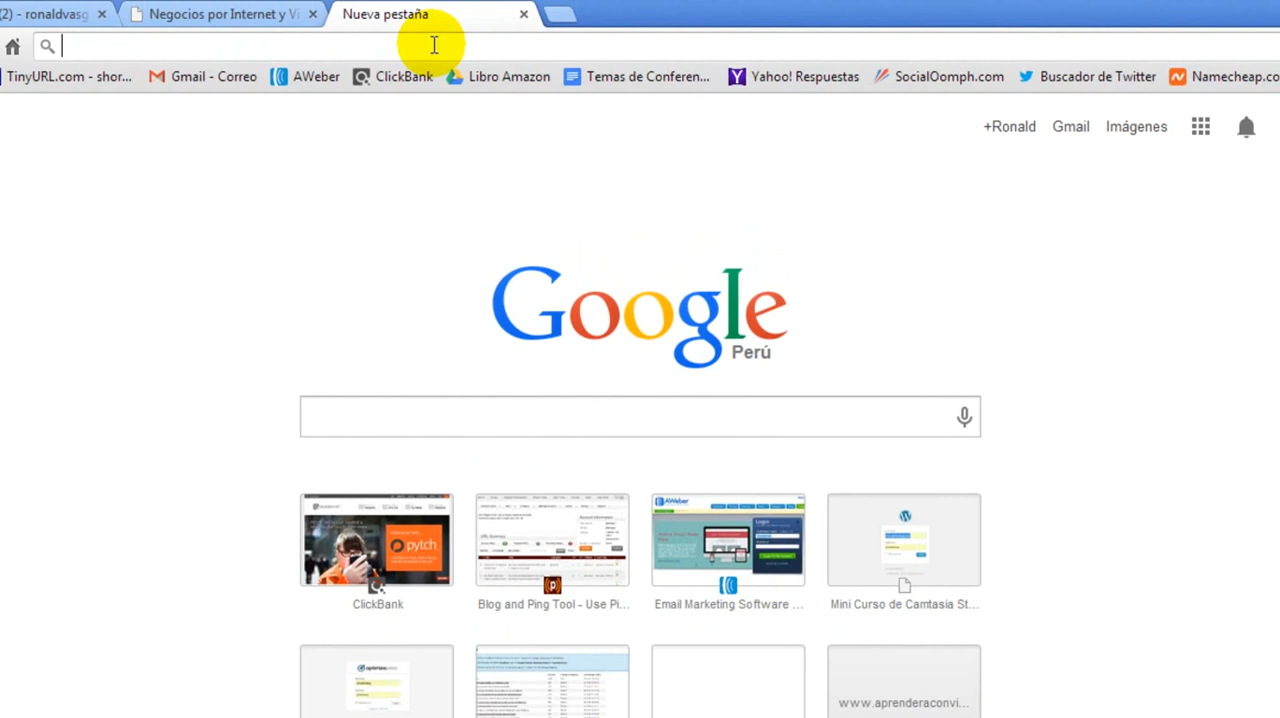 (2) - ronaldvasg
Negocios por Internet y Vi
Nueva pestaña
TinyURL.com - shor...
Gmail - Correo
AWeber
ClickBank
Libro Amazon
Temas de Conferen...
Yahoo! Respuestas
SocialOomph.com
Buscador de Twitter
Namecheap.co
+Ronald
Gmail
Imágenes
Google
Perú
pytch
AWeber
ClickBank
Blog and Ping Tool - Use Pi...
Email Marketing Software ...
Mini Curso de Camtasia St...
optimizepress
www.aprenderaconvi...